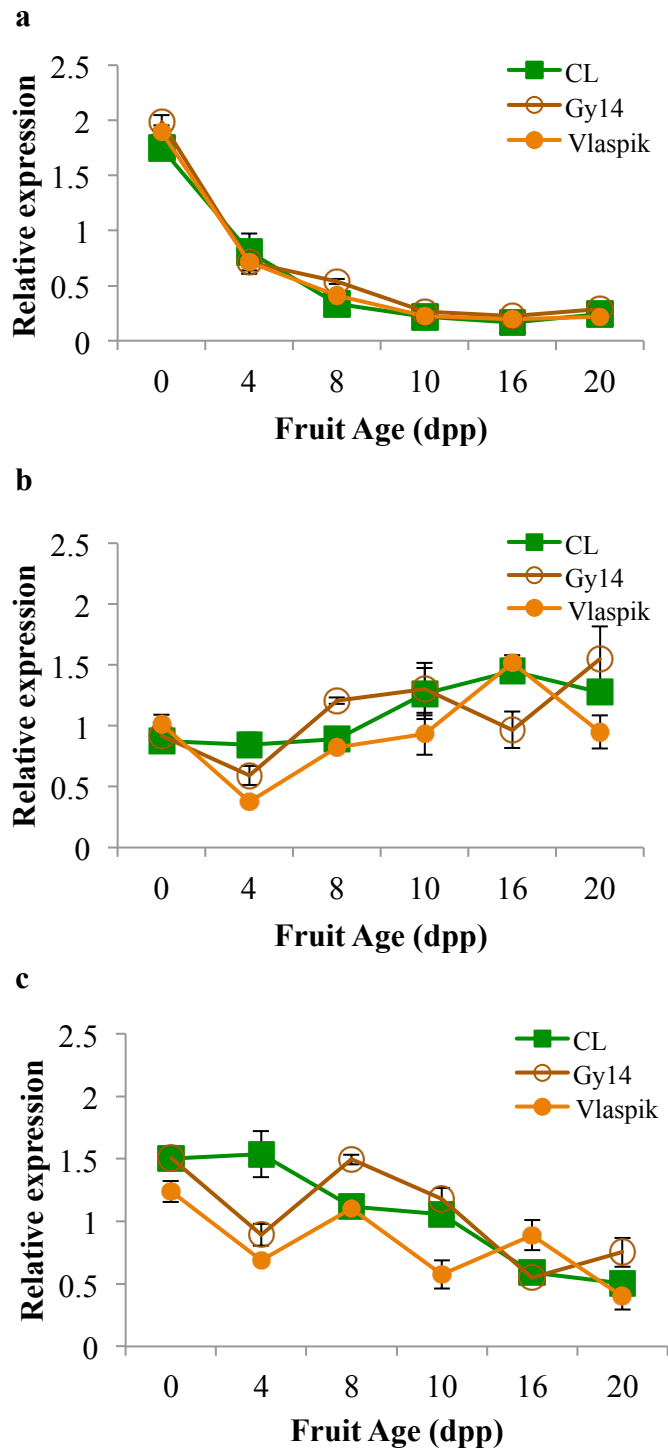 a
2.5
2
1.5
1
0.5
0
Relative expression
CL
Gy14
Vlaspik
0 4 8 10 16 20
Fruit Age (dpp)
b
2.5
2
1.5
1
0.5
0
Relative expression
CL
Gy14
Vlaspik
0 4 8 10 16 20
Fruit Age (dpp)
c
2.5
2
1.5
1
0.5
0
Relative expression
CL
Gy14
Vlaspik
0 4 8 10 16 20
Fruit Age (dpp)